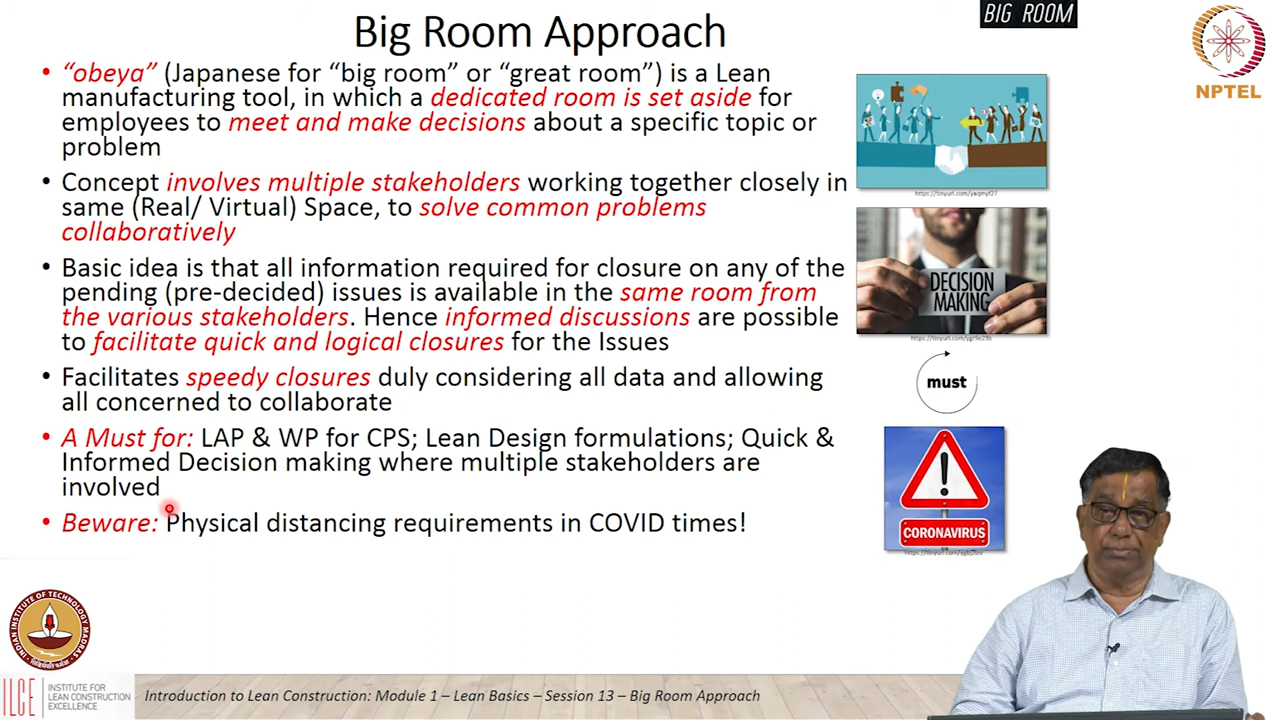 Big Room Approach
BIG ROOM
NPTEL
• “obeya” (Japanese for “big room” or “great room”) is a Lean
manufacturing tool, in which a dedicated room is set aside for
employees to meet and make decisions about a specific topic or
problem
• Concept involves multiple stakeholders working together closely in
same (Real/ Virtual) Space, to solve common problems
collaboratively
• Basic idea is that all information required for closure on any of the
pending (pre-decided) issues is available in the same room from
the various stakeholders. Hence informed discussions are possible
to facilitate quick and logical closures for the Issues
• Facilitates speedy closures duly considering all data and allowing
all concerned to collaborate
• A Must for: LAP & WP for CPS; Lean Design formulations; Quick &
Informed Decision making where multiple stakeholders are
involved
• Beware: Physical distancing requirements in COVID times!
DECISION
MAKING
must
CORONAVIRUS
INDIAN INSTITUTE OF TECHNOLOGY MADRAS
ILCE
INSTITUTE FOR
LEAN CONSTRUCTION
EXCELLENCE
Introduction to Lean Construction: Module 1 – Lean Basics – Session 13 – Big Room Approach